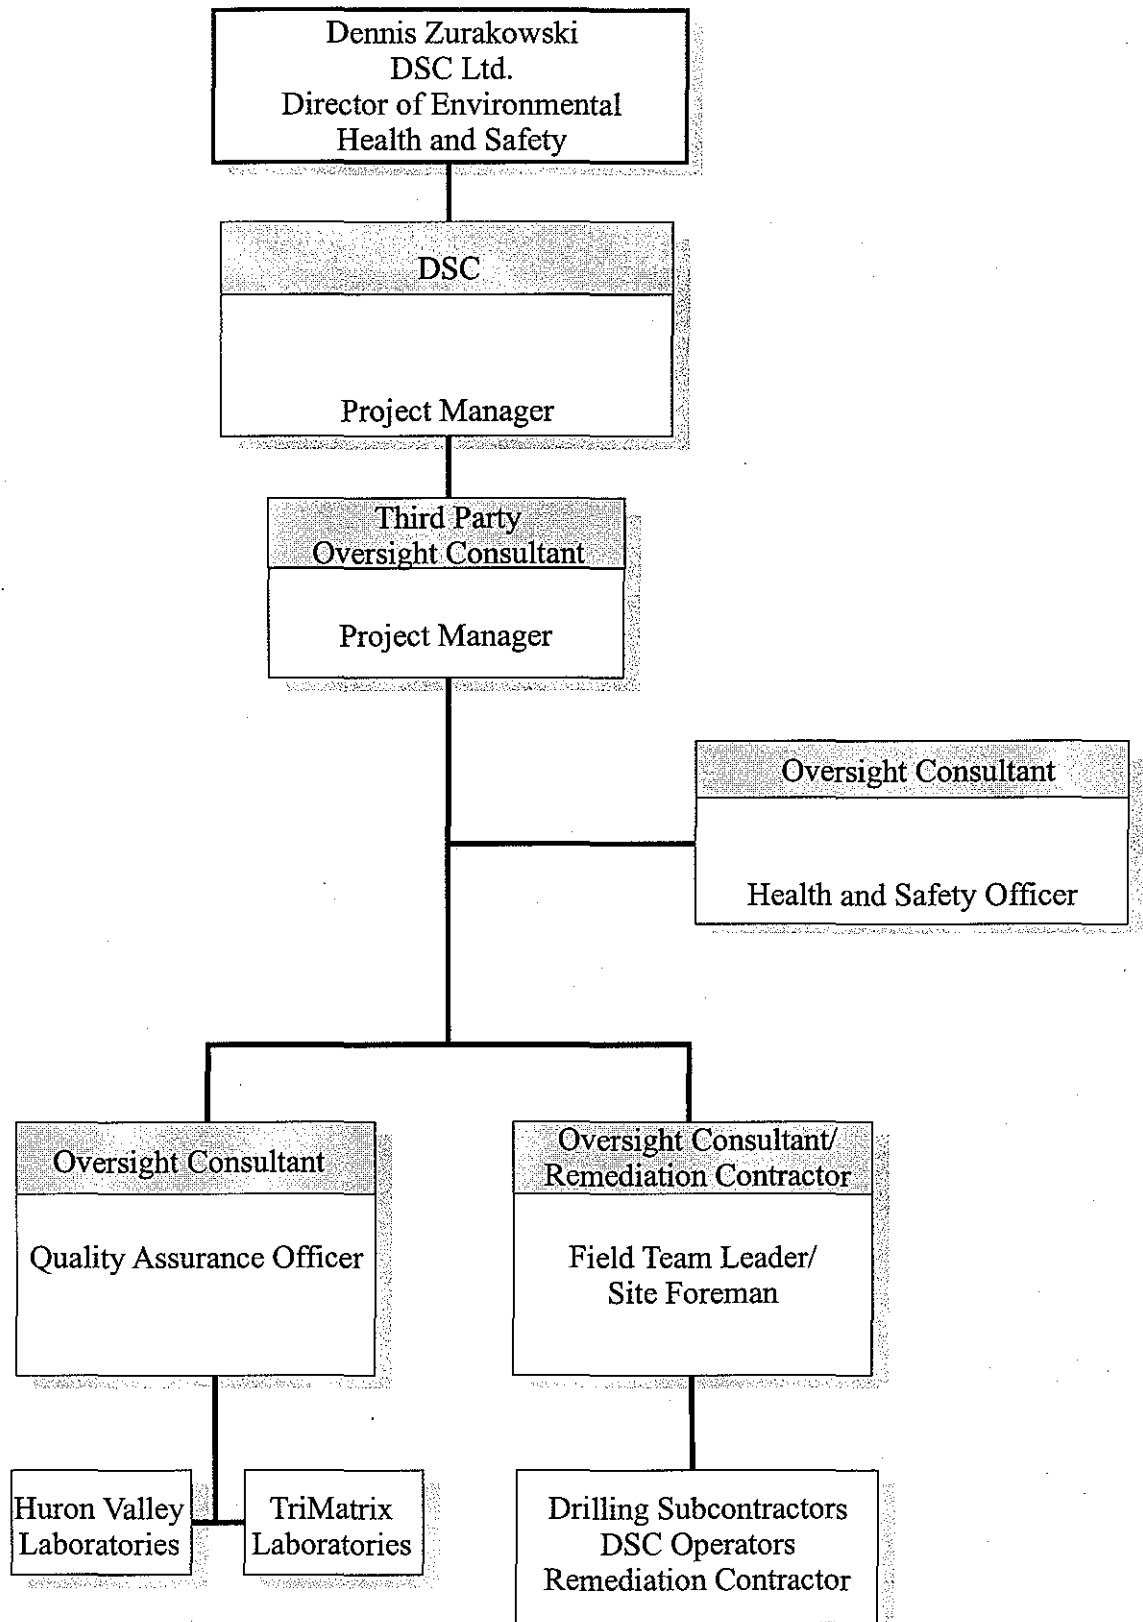 Dennis Zurakowski
DSC Ltd.
Director of Environmental
Health and Safety
DSC
Project Manager
Third Party
Oversight Consultant
Project Manager
Oversight Consultant
Health and Safety Officer
Oversight Consultant
Quality Assurance Officer
Oversight Consultant/
Remediation Contractor
Field Team Leader/
Site Foreman
Huron Valley
Laboratories
TriMatrix
Laboratories
Drilling Subcontractors
DSC Operators
Remediation Contractor